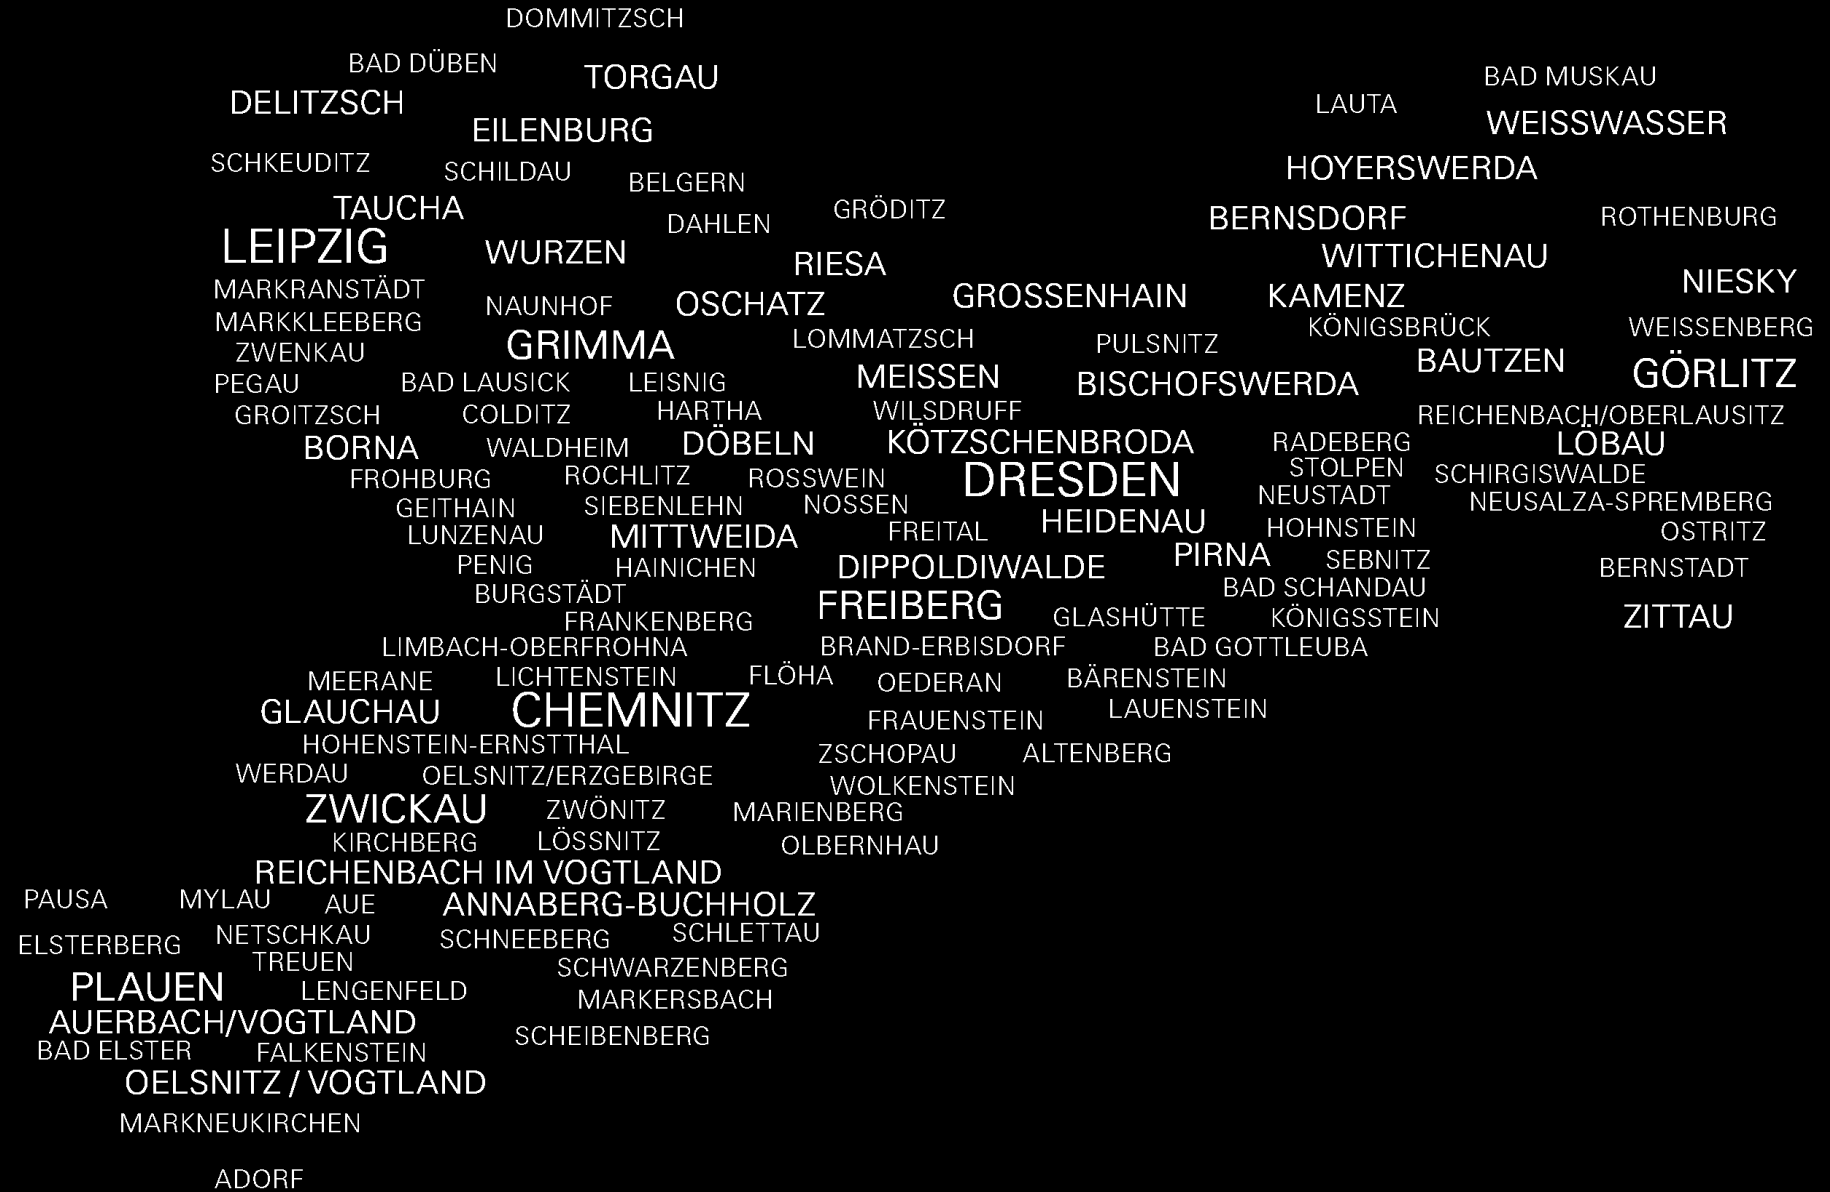 DOMMITZSCH
BAD DÜBEN
TORGAU
BAD MUSKAU
DELITZSCH
LAUTA
EILENBURG
WEISSWASSER
SCHKEUDITZ
SCHILDAU
BELGERN
HOYERSWERDA
TAUCHA
DAHLEN
GRÖDITZ
BERNSDORF
ROTHENBURG
LEIPZIG
WURZEN
RIESA
WITTICHENAU
NIESKY
MARKRANSTÄDT
NAUNHOF
OSCHATZ
GROSSENHAIN
KAMENZ
MARKKLEEBERG
KÖNIGSBRÜCK
WEISSENBERG
ZWENKAU
GRIMMA
LOMMATZSCH
PULSNITZ
BAUTZEN
GÖRLITZ
PEGAU
BAD LAUSICK
LEISNIG
MEISSEN
BISCHOFSWERDA
GROITZSCH
COLDITZ
HARTHA
WILSDRUFF
REICHENBACH/OBERLAUSITZ
BORNA
WALDHEIM
DÖBELN
KÖTZSCHENBRODA
RADEBERG
LÖBAU
FROHBURG
ROCHLITZ
ROSSWEIN
DRESDEN
STOLPEN
SCHIRGISWALDE
GEITHAIN
SIEBENLEHN
NOSSEN
NEUSTADT
NEUSALZA-SPREMBERG
LUNZENAU
MITTWEIDA
FREITAL
HEIDENAU
HOHNSTEIN
OSTRITZ
PENIG
HAINICHEN
DIPPOLDIWALDE
PIRNA
SEBNITZ
BERNSTADT
BURGSTÄDT
BAD SCHANDAU
FRANKENBERG
FREIBERG
GLASHÜTTE
KÖNIGSSTEIN
ZITTAU
LIMBACH-OBERFROHNA
BRAND-ERBISDORF
BAD GOTTLEUBA
MEERANE
LICHTENSTEIN
FLÖHA
OEDERAN
BÄRENSTEIN
GLAUCHAU
CHEMNITZ
FRAUENSTEIN
LAUENSTEIN
HOHENSTEIN-ERNSTTHAL
ZSCHOPAU
ALTENBERG
WERDAU
OELSNITZ/ERZGEBIRGE
WOLKENSTEIN
ZWICKAU
ZWÖNITZ
MARIENBERG
KIRCHBERG
LÖSSNITZ
OLBERNHAU
REICHENBACH IM VOGTLAND
PAUSA
MYLAU
AUE
ANNABERG-BUCHHOLZ
ELSTERBERG
NETSCHKAU
SCHNEEBERG
SCHLETTAU
TREUEN
SCHWARZENBERG
PLAUEN
LENGENFELD
MARKERSBACH
AUERBACH/VOGTLAND
SCHEIBENBERG
BAD ELSTER
FALKENSTEIN
OELSNITZ / VOGTLAND
MARKNEUKIRCHEN
ADORF